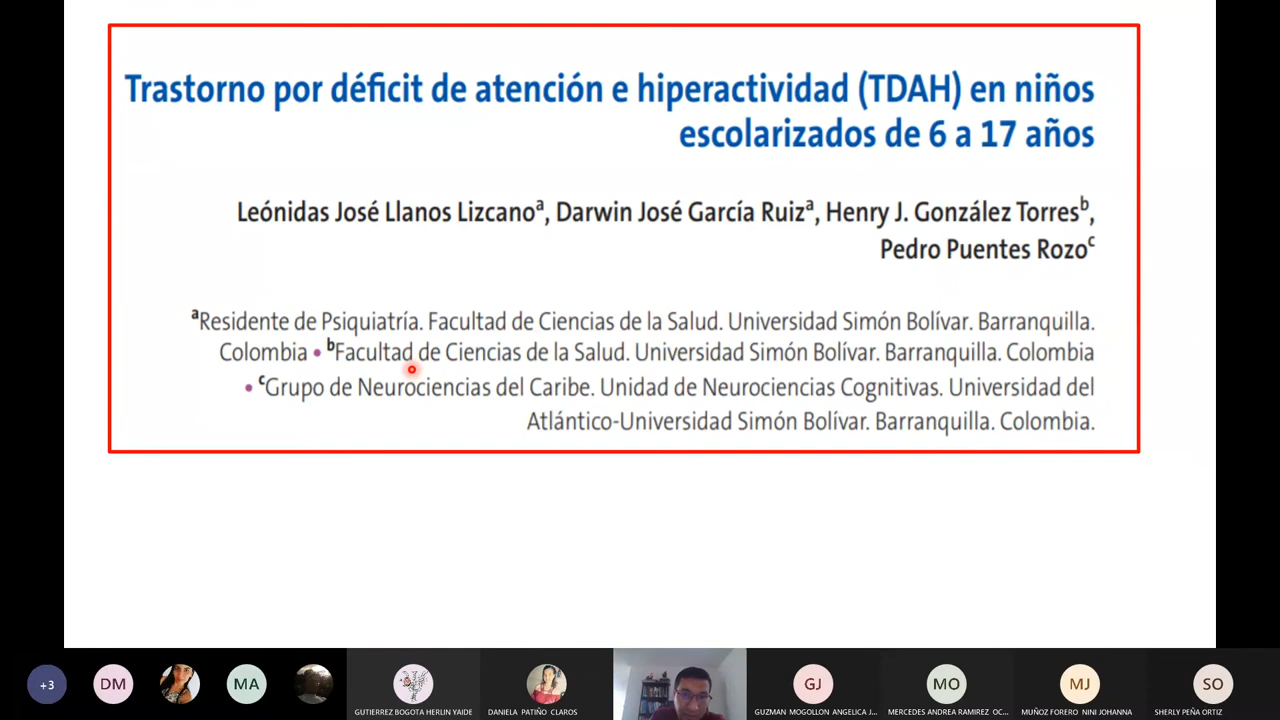 Trastorno por déficit de atención e hiperactividad (TDAH) en niños
escolarizados de 6 a 17 años
Leónidas José Llanos Lizcanoª, Darwin José García Ruizª, Henry J. González Torresᵇ,
Pedro Puentes Rozoᶜ
ªResidente de Psiquiatría. Facultad de Ciencias de la Salud. Universidad Simón Bolívar. Barranquilla.
Colombia • ᵇFacultad de Ciencias de la Salud. Universidad Simón Bolívar. Barranquilla. Colombia
• ᶜGrupo de Neurociencias del Caribe. Unidad de Neurociencias Cognitivas. Universidad del
Atlántico-Universidad Simón Bolívar. Barranquilla. Colombia.
+3
DM
MA
GUTIERREZ BOGOTA HERLIN YAIDE
DANIELA PATIÑO CLAROS
GJ
GUZMAN MOGOLLON ANGELICA J...
MO
MERCEDES ANDREA RAMIREZ OC...
MJ
MUÑOZ FORERO NINI JOHANNA
SO
SHERLY PEÑA ORTIZ